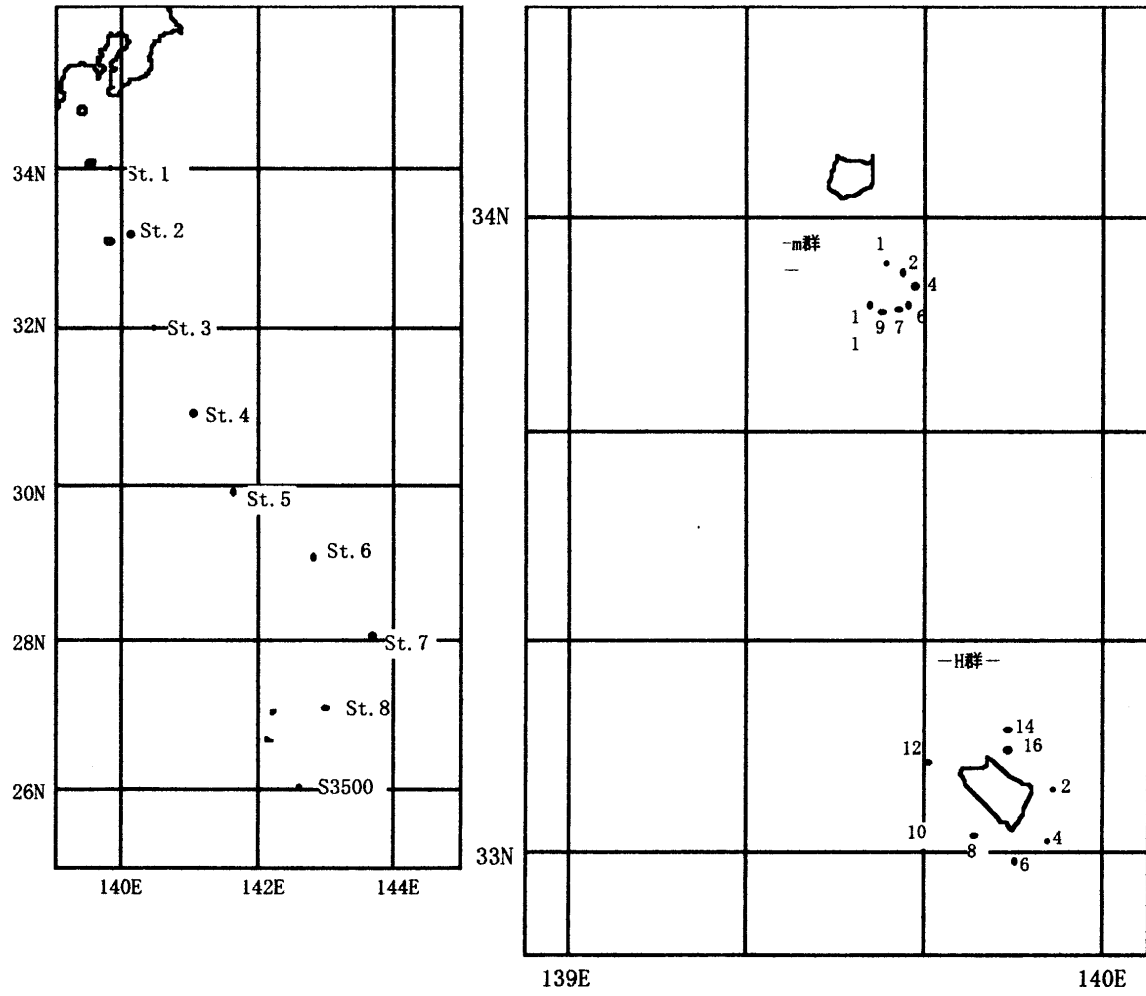 34N
St. 1
St. 2
32N
St. 3
St. 4
30N
St. 5
St. 6
28N
St. 7
St. 8
26N
S3500
140E
142E
144E
34N
—m群
—
1
2
4
6
7
9
1
1
—H群—
14
16
12
2
10
8
4
6
33N
139E
140E